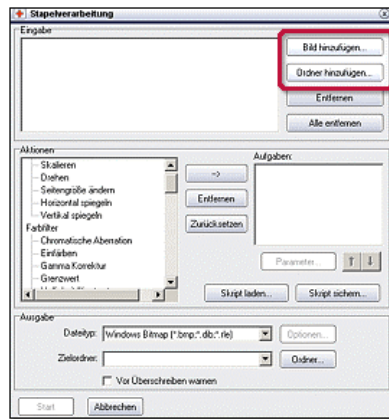 Stapelverarbeitung
Eingabe
Bild hinzufügen...
Ordner hinzufügen...
Entfernen
Alle entfernen
Aktionen
Skalieren
Drehen
Seitengröße ändern
Horizontal spiegeln
Vertikal spiegeln
Farbfilter
Chromatische Aberration
Einfärben
Gamma Korrektur
Grenzwert
-->
Entfernen
Zurücksetzen
Aufgaben:
Parameter...
Skript laden...
Skript sichern...
Ausgabe
Dateityp: Windows Bitmap (*.bmp;*.dib;*.rle) Optionen...
Zielordner: Ordner...
Vor Überschreiben warnen
Start Abbrechen